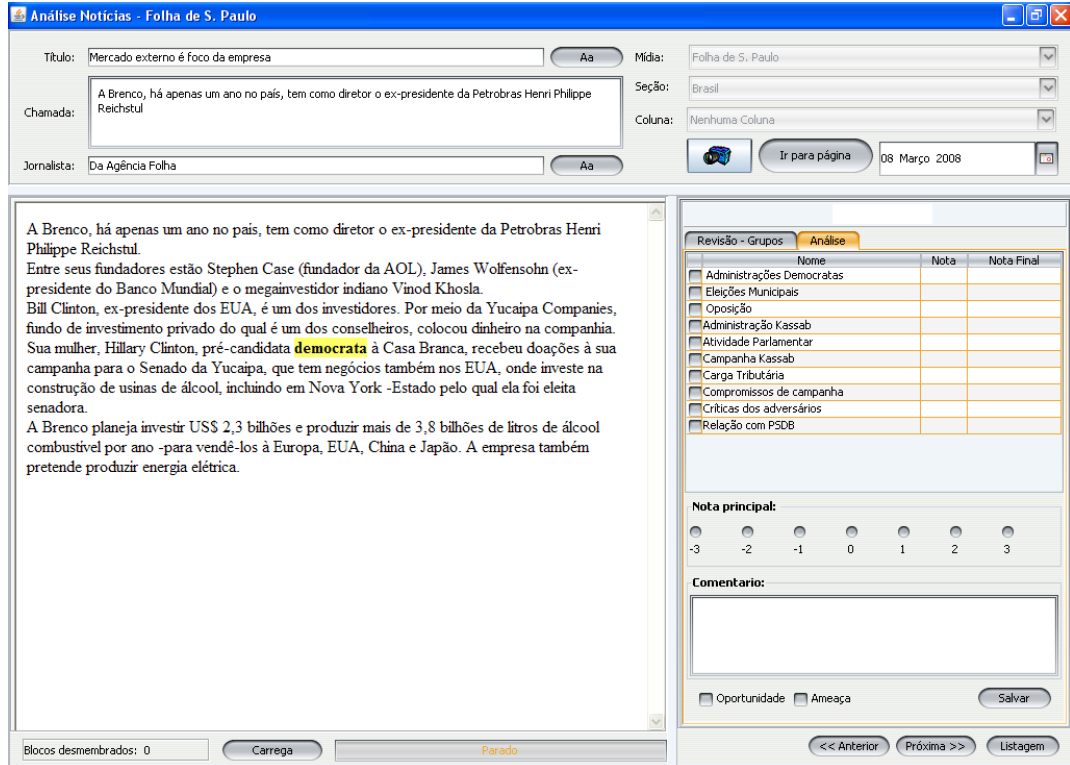 Análise Notícias - Folha de S. Paulo
Título: Mercado externo é foco da empresa Aa Mídia: Folha de S. Paulo
Chamada: A Brenco, há apenas um ano no país, tem como diretor o ex-presidente da Petrobras Henri Philippe
Reichstul
Seção: Brasil
Coluna: Nenhuma Coluna
Jornalista: Da Agência Folha Aa Ir para página 08 Março 2008
A Brenco, há apenas um ano no pais, tem como diretor o ex-presidente da Petrobras Henri
Philippe Reichstul.
Entre seus fundadores estão Stephen Case (fundador da AOL), James Wolfensohn (ex-
presidente do Banco Mundial) e o megainvestidor indiano Vinod Khosla.
Bill Clinton, ex-presidente dos EUA, é um dos investidores. Por meio da Yucaipa Companies,
fundo de investimento privado do qual é um dos conselheiros, colocou dinheiro na companhia.
Sua mulher, Hillary Clinton, pré-candidata democrata à Casa Branca, recebeu doações à sua
campanha para o Senado da Yucaipa, que tem negócios também nos EUA, onde investe na
construção de usinas de álcool, incluindo em Nova York -Estado pelo qual ela foi eleita
senadora.
A Brenco planeja investir US$ 2,3 bilhões e produzir mais de 3,8 bilhões de litros de álcool
combustível por ano -para vendê-los à Europa, EUA, China e Japão. A empresa também
pretende produzir energia elétrica.
Revisão - Grupos Análise
Nome Nota Nota Final
Administrações Democratas
Eleições Municipais
Oposição
Administração Kassab
Atividade Parlamentar
Campanha Kassab
Carga Tributária
Compromissos de campanha
Críticas dos adversários
Relação com PSDB
Nota principal:
-3 -2 -1 0 1 2 3
Comentario:
Oportunidade Ameaça Salvar
Blocos desmembrados: 0 Carrega Parado
<< Anterior Próxima >> Listagem